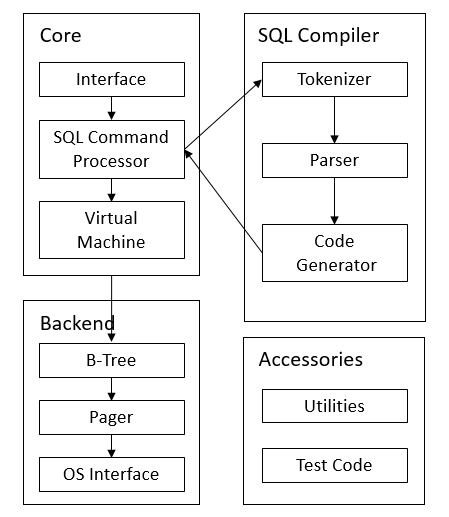 Core
Interface
SQL Command
Processor
Virtual
Machine
SQL Compiler
Tokenizer
Parser
Code
Generator
Backend
B-Tree
Pager
OS Interface
Accessories
Utilities
Test Code